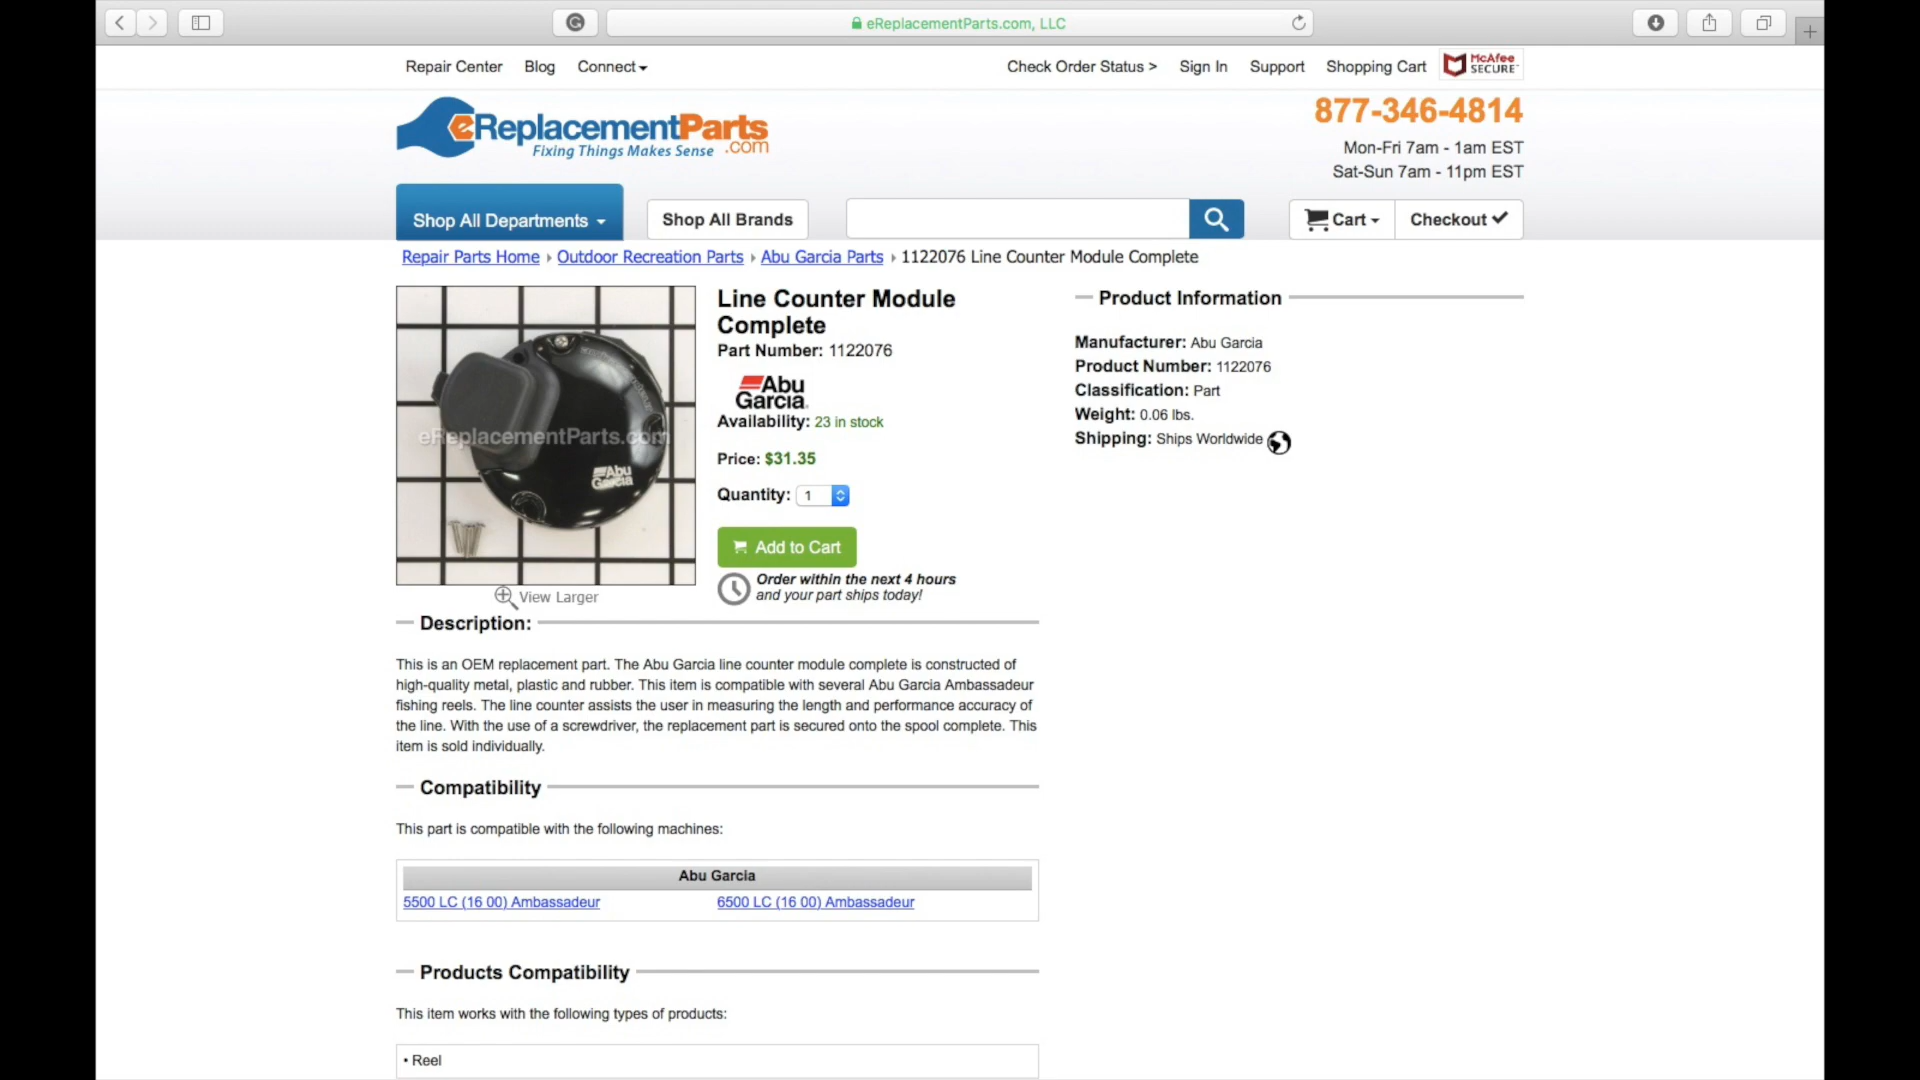 eReplacementParts.com, LLC
Repair Center Blog Connect
Check Order Status > Sign In Support Shopping Cart McAfee SECURE
eReplacementParts.com
Fixing Things Makes Sense
877-346-4814
Mon-Fri 7am - 1am EST
Sat-Sun 7am - 11pm EST
Shop All Departments Shop All Brands Cart Checkout
Repair Parts Home Outdoor Recreation Parts Abu Garcia Parts 1122076 Line Counter Module Complete
eReplacementParts.com
Abu
Garcia
View Larger
Line Counter Module
Complete
Part Number: 1122076
Abu
Garcia
Availability: 23 in stock
Price: $31.35
Quantity: 1
Add to Cart
Order within the next 4 hours
and your part ships today!
Product Information
Manufacturer: Abu Garcia
Product Number: 1122076
Classification: Part
Weight: 0.06 lbs.
Shipping: Ships Worldwide
Description:
This is an OEM replacement part. The Abu Garcia line counter module complete is constructed of
high-quality metal, plastic and rubber. This item is compatible with several Abu Garcia Ambassadeur
fishing reels. The line counter assists the user in measuring the length and performance accuracy of
the line. With the use of a screwdriver, the replacement part is secured onto the spool complete. This
item is sold individually.
Compatibility
This part is compatible with the following machines:
Abu Garcia
5500 LC (16 00) Ambassadeur 6500 LC (16 00) Ambassadeur
Products Compatibility
This item works with the following types of products:
• Reel